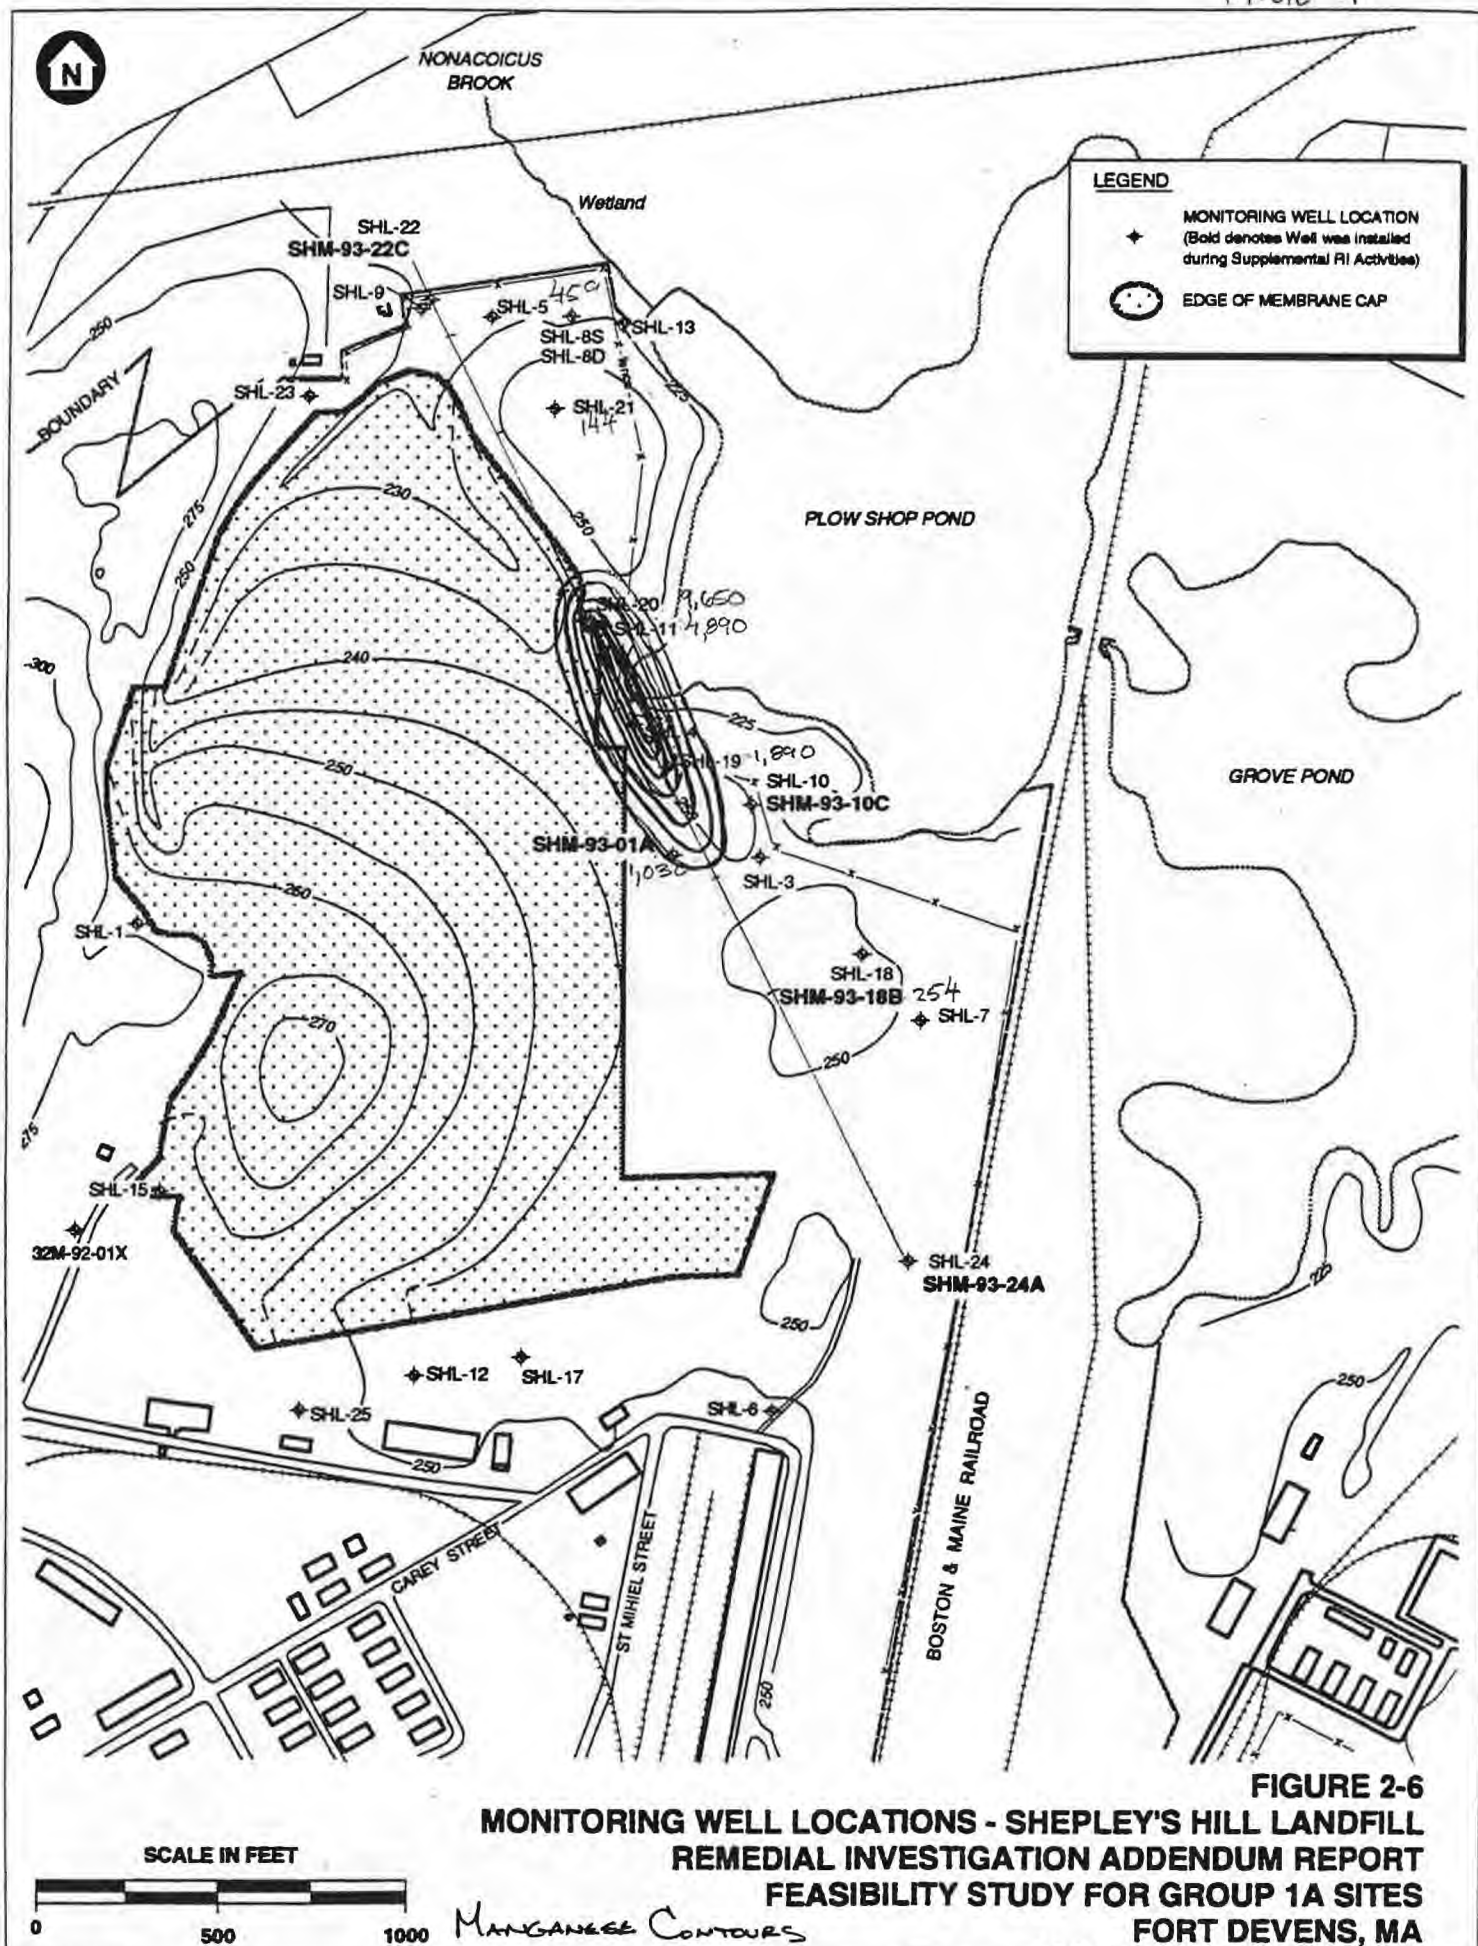 N
NONACOICUS
BROOK
Wetland
LEGEND
MONITORING WELL LOCATION
(Bold denotes Well was installed
during Supplemental RI Activities)
EDGE OF MEMBRANE CAP
SHL-22
SHM-93-22C
SHL-9
SHL-5
450
SHL-8S
SHL-8D
SHL-13
250
225
BOUNDARY
SHL-23
SHL-21
144
275
230
250
250
PLOW SHOP POND
SHL-20 9,650
SHL-11
300
240
225
SHL-19 1,890
GROVE POND
250
SHL-10
SHM-93-10C
SHM-93-01A
1,030
SHL-3
260
SHL-1
SHL-18
SHM-93-18B 254
SHL-7
270
250
275
SHL-15
32M-92-01X
SHL-24
SHM-93-24A
225
250
SHL-12
SHL-17
250
SHL-25
SHL-6
250
CAREY STREET
ST MIHIEL STREET
250
BOSTON & MAINE RAILROAD
FIGURE 2-6
MONITORING WELL LOCATIONS - SHEPLEY'S HILL LANDFILL
REMEDIAL INVESTIGATION ADDENDUM REPORT
FEASIBILITY STUDY FOR GROUP 1A SITES
FORT DEVENS, MA
SCALE IN FEET
0 500 1000
MANGANESE CONTOURS